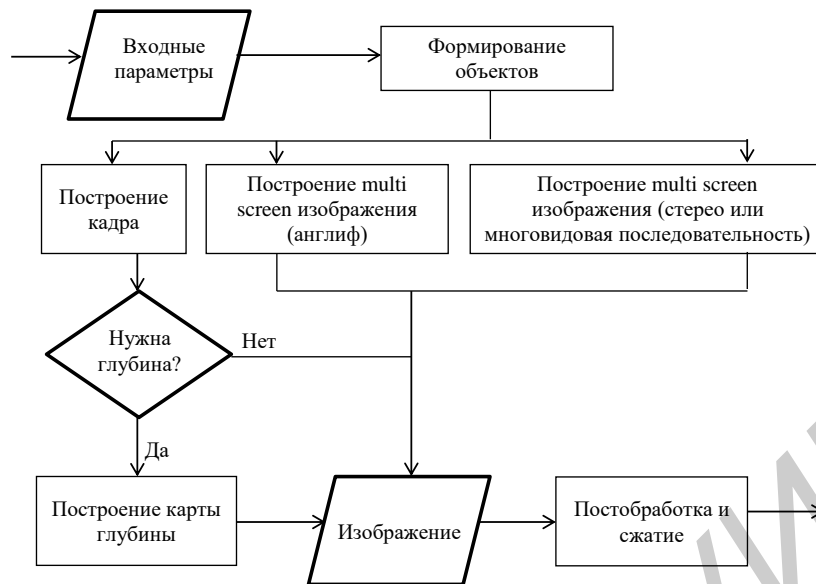 Входные
параметры
Формирование
объектов
Построение
кадра
Построение multi
screen изображения
(англиф)
Построение multi screen
изображения (стерео или
многовидовая последовательность)
Нужна
глубина?
Нет
Да
Построение карты
глубины
Изображение
Постобработка и
сжатие